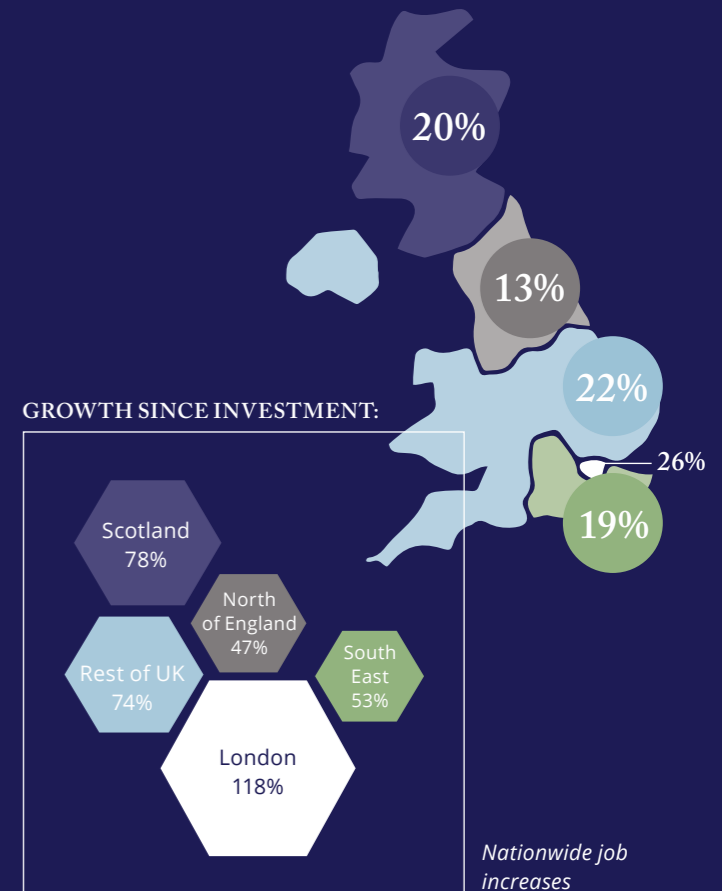 20%
13%
22%
26%
19%
GROWTH SINCE INVESTMENT:
Scotland
78%
North
of England
47%
Rest of UK
74%
South
East
53%
London
118%
Nationwide job
increases